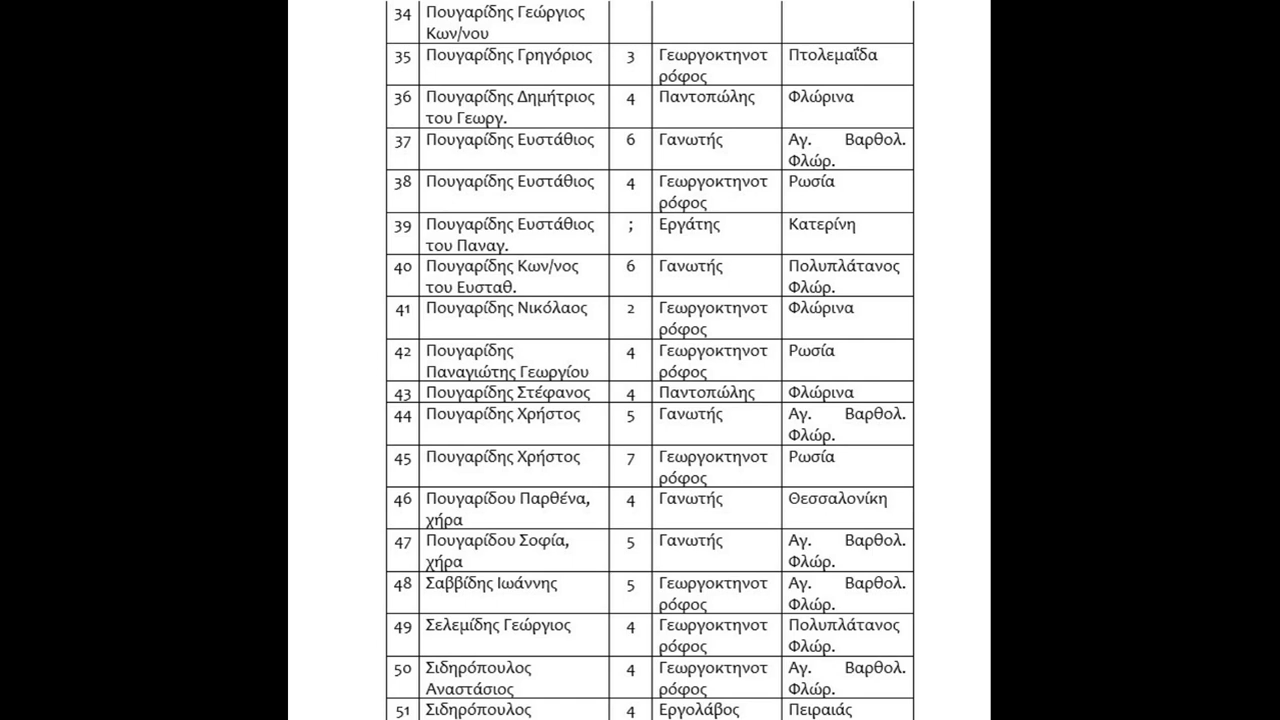 34 Πουγαρίδης Γεώργιος
Κων/νου
35 Πουγαρίδης Γρηγόριος 3 Γεωργοκτηνοτ Πτολεμαΐδα
ρόφος
36 Πουγαρίδης Δημήτριος 4 Παντοπώλης Φλώρινα
του Γεωργ.
37 Πουγαρίδης Ευστάθιος 6 Γανωτής Αγ. Βαρθολ.
Φλώρ.
38 Πουγαρίδης Ευστάθιος 4 Γεωργοκτηνοτ Ρωσία
ρόφος
39 Πουγαρίδης Ευστάθιος ; Εργάτης Κατερίνη
του Παναγ.
40 Πουγαρίδης Κων/νος 6 Γανωτής Πολυπλάτανος
του Ευσταθ. Φλώρ.
41 Πουγαρίδης Νικόλαος 2 Γεωργοκτηνοτ Φλώρινα
ρόφος
42 Πουγαρίδης 4 Γεωργοκτηνοτ Ρωσία
Παναγιώτης Γεωργίου ρόφος
43 Πουγαρίδης Στέφανος 4 Παντοπώλης Φλώρινα
44 Πουγαρίδης Χρήστος 5 Γανωτής Αγ. Βαρθολ.
Φλώρ.
45 Πουγαρίδης Χρήστος 7 Γεωργοκτηνοτ Ρωσία
ρόφος
46 Πουγαρίδου Παρθένα, 4 Γανωτής Θεσσαλονίκη
χήρα
47 Πουγαρίδου Σοφία, 5 Γανωτής Αγ. Βαρθολ.
χήρα Φλώρ.
48 Σαββίδης Ιωάννης 5 Γεωργοκτηνοτ Αγ. Βαρθολ.
ρόφος Φλώρ.
49 Σελεμίδης Γεώργιος 4 Γεωργοκτηνοτ Πολυπλάτανος
ρόφος Φλώρ.
50 Σιδηρόπουλος 4 Γεωργοκτηνοτ Αγ. Βαρθολ.
Αναστάσιος ρόφος Φλώρ.
51 Σιδηρόπουλος 4 Εργολάβος Πειραιάς